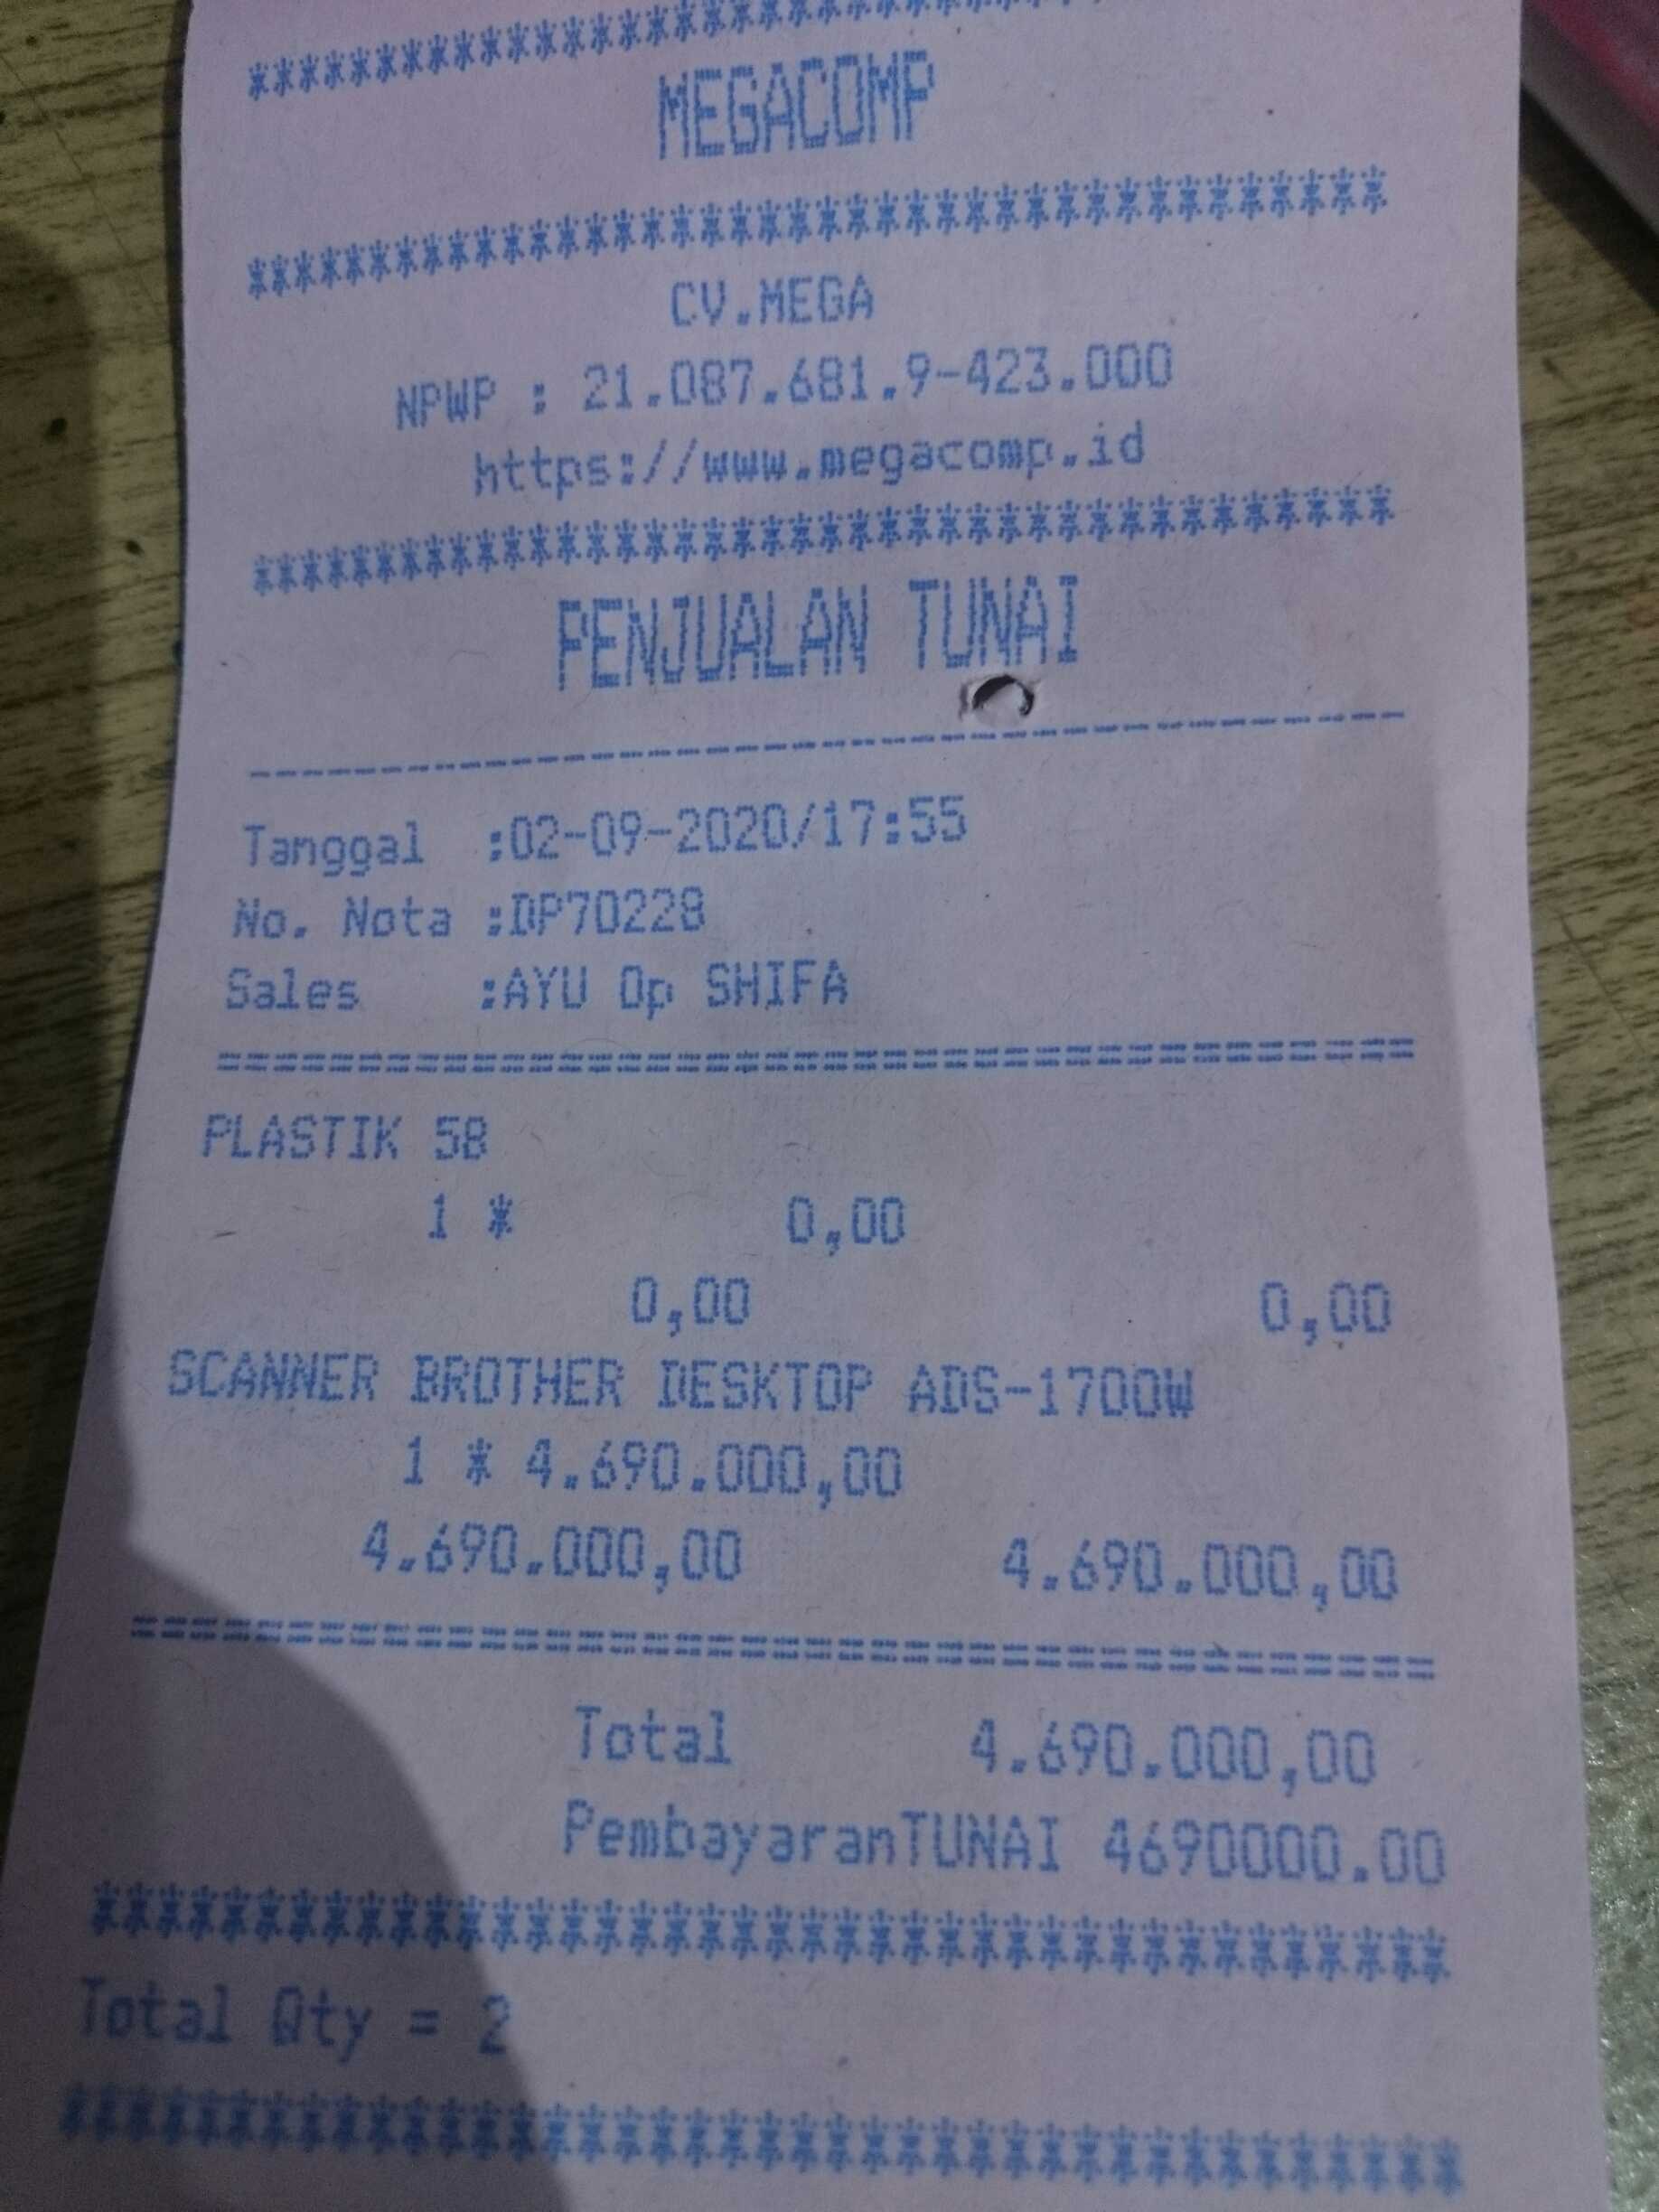 ********************************
MEGACOMP
****************************************
CV.MEGA
NPWP : 21.087.681.9-423.000
https://www.megacomp.id
****************************************
PENJUALAN TUNAI
----------------------------------------
Tanggal :02-09-2020/17:55
No. Nota :DP70228
Sales :AYU Op SHIFA
========================================
PLASTIK 58
1 * 0,00
0,00 0,00
SCANNER BROTHER DESKTOP ADS-1700W
1 * 4.690.000,00
4.690.000,00 4.690.000,00
========================================
Total 4.690.000,00
PembayaranTUNAI 4690000.00
****************************************
Total Qty = 2
****************************************